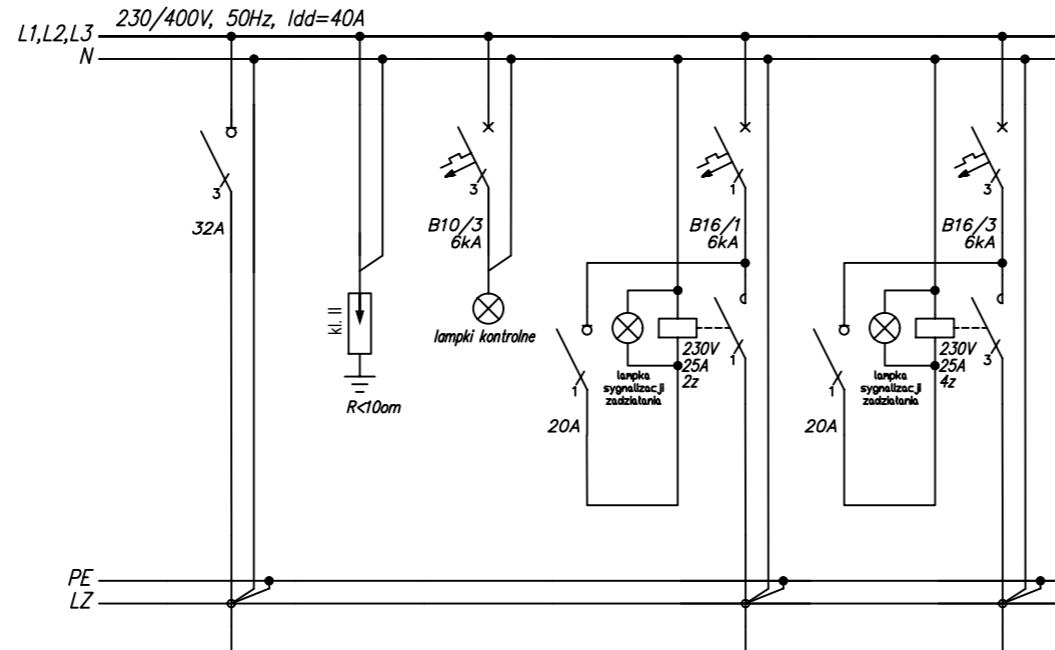 230/400V, 50Hz, Idd=40A
L1,L2,L3
N
3
32A
kl. II
R<10om
3
B10/3
6kA
lampki kontrolne
1
B16/1
6kA
230V
25A
2z
lampka
sygnalizacji
zadziałania
1
1
20A
3
B16/3
6kA
230V
25A
4z
lampka
sygnalizacji
zadziałania
3
1
20A
PE
LZ